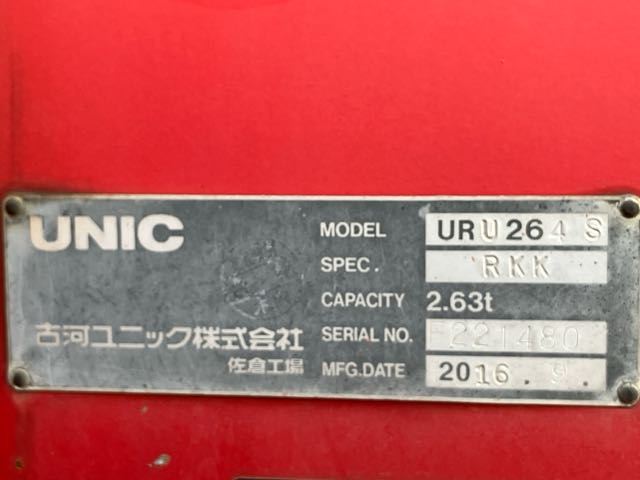 UNIC
MODEL URU264S
SPEC. RKK
CAPACITY 2.63t
古河ユニック株式会社 SERIAL NO. 221480
佐倉工場 MFG.DATE 2016.9.